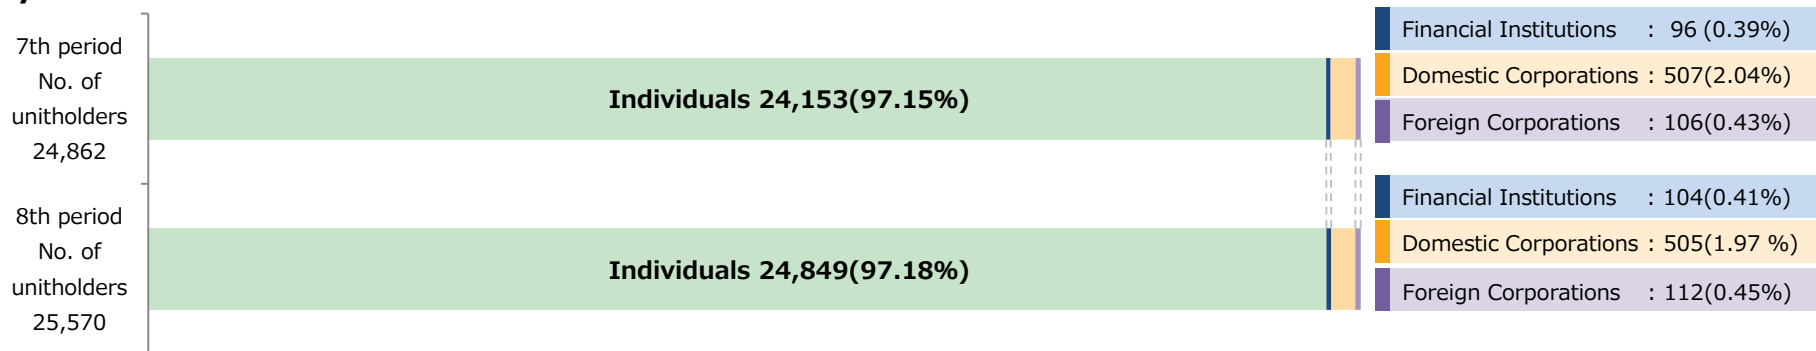 7th period
No. of
unitholders
24,862
Individuals 24,153(97.15%)
Financial Institutions : 96 (0.39%)
Domestic Corporations : 507(2.04%)
Foreign Corporations : 106(0.43%)
8th period
No. of
unitholders
25,570
Individuals 24,849(97.18%)
Financial Institutions : 104(0.41%)
Domestic Corporations : 505(1.97 %)
Foreign Corporations : 112(0.45%)